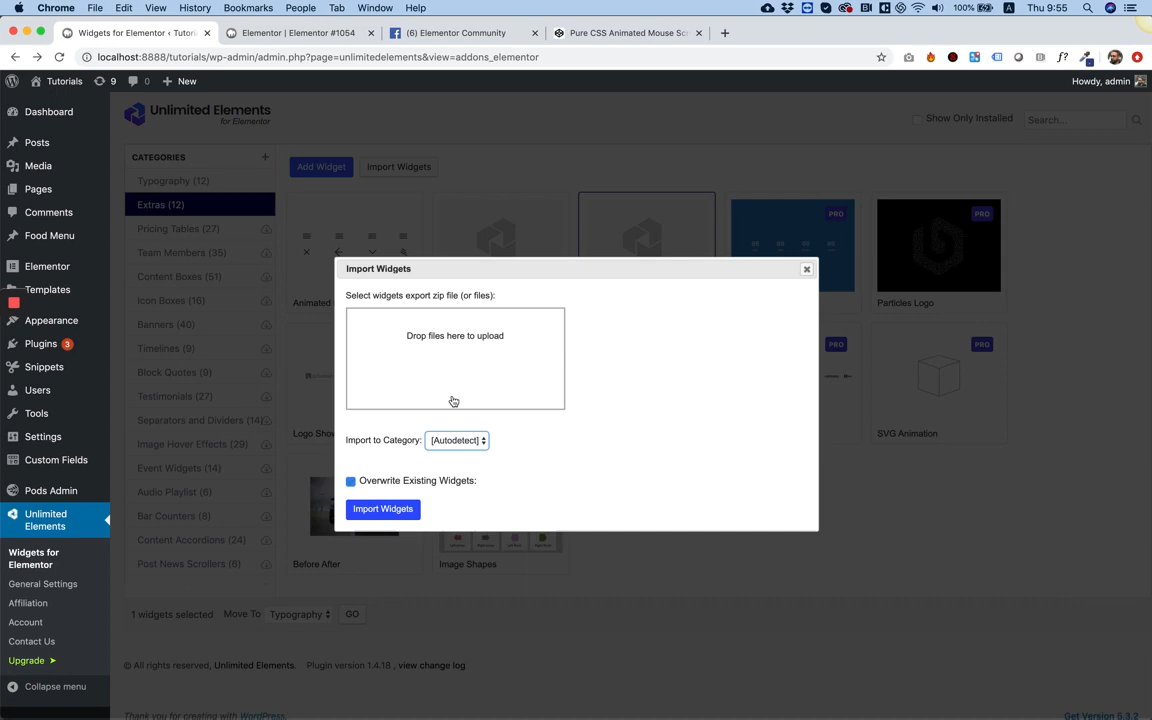 Chrome File Edit View History Bookmarks People Tab Window Help
100% Thu 9:55
Widgets for Elementor ‹ Tutori
Elementor | Elementor #1054
(6) Elementor Community
Pure CSS Animated Mouse Scr
localhost:8888/tutorials/wp-admin/admin.php?page=unlimitedelements&view=addons_elementor
Tutorials 9 0 New
Howdy, admin
Dashboard
Posts
Media
Pages
Comments
Food Menu
Elementor
Templates
Appearance
Plugins 3
Snippets
Users
Tools
Settings
Custom Fields
Pods Admin
Unlimited
Elements
Widgets for
Elementor
General Settings
Affiliation
Account
Contact Us
Upgrade ➤
Collapse menu
Unlimited Elements
for Elementor
Show Only Installed
Search...
CATEGORIES +
Typography (12)
Extras (12)
Pricing Tables (27)
Team Members (35)
Content Boxes (51)
Icon Boxes (16)
Banners (40)
Timelines (9)
Block Quotes (9)
Testimonials (27)
Separators and Dividers (14)
Image Hover Effects (29)
Event Widgets (14)
Audio Playlist (6)
Bar Counters (8)
Content Accordions (24)
Post News Scrollers (6)
Add Widget
Import Widgets
PRO
PRO
Animated
Particles Logo
PRO
PRO
Logo Show
SVG Animation
Before After
Image Shapes
Import Widgets
Select widgets export zip file (or files):
Drop files here to upload
Import to Category: [Autodetect]
Overwrite Existing Widgets:
Import Widgets
1 widgets selected Move To Typography GO
© All rights reserved, Unlimited Elements. Plugin version 1.4.18 , view change log
Thank you for creating with WordPress.
Get Version 5.3.2